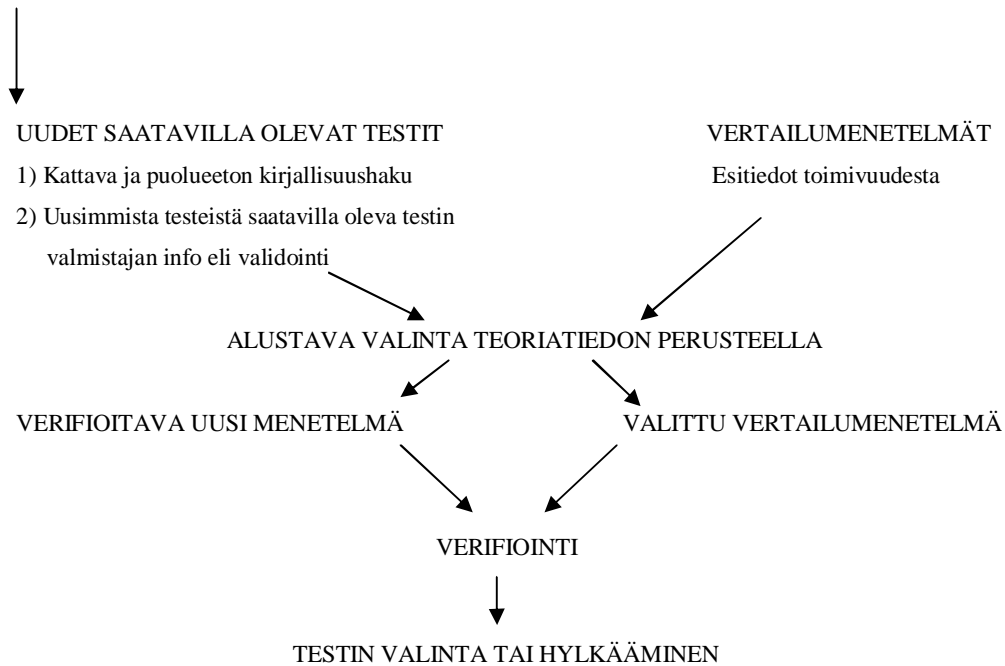 UUDET SAATAVILLA OLEVAT TESTIT
1) Kattava ja puolueeton kirjallisuushaku
2) Uusimmista testeistä saatavilla oleva testin
valmistajan info eli validointi
VERTAILUMENETELMÄT
Esitiedot toimivuudesta
ALUSTAVA VALINTA TEORIATIEDON PERUSTEELLA
VERIFIOITAVA UUSI MENETELMÄ
VALITTU VERTAILUMENETELMÄ
VERIFIOINTI
TESTIN VALINTA TAI HYLKÄÄMINEN